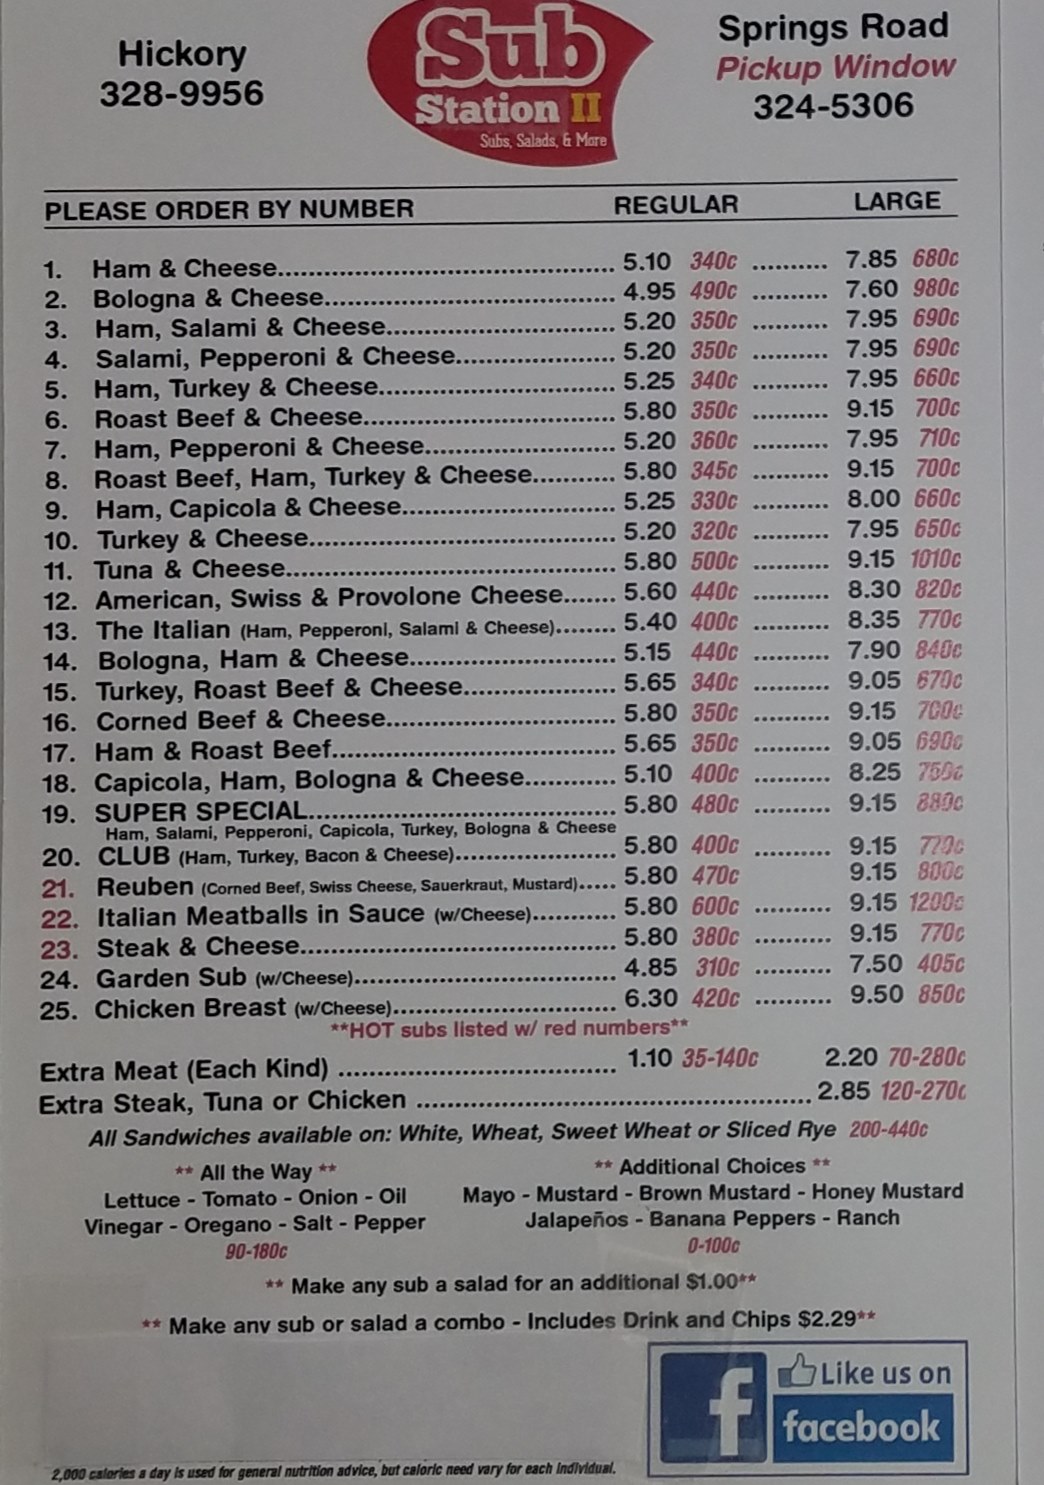 Hickory
328-9956
Sub
Station II
Subs, Salads, & More
Springs Road
Pickup Window
324-5306
PLEASE ORDER BY NUMBER REGULAR LARGE
1. Ham & Cheese 5.10 340c 7.85 680c
2. Bologna & Cheese 4.95 490c 7.60 980c
3. Ham, Salami & Cheese 5.20 350c 7.95 690c
4. Salami, Pepperoni & Cheese 5.20 350c 7.95 690c
5. Ham, Turkey & Cheese 5.25 340c 7.95 660c
6. Roast Beef & Cheese 5.80 350c 9.15 700c
7. Ham, Pepperoni & Cheese 5.20 360c 7.95 710c
8. Roast Beef, Ham, Turkey & Cheese 5.80 345c 9.15 700c
9. Ham, Capicola & Cheese 5.25 330c 8.00 660c
10. Turkey & Cheese 5.20 320c 7.95 650c
11. Tuna & Cheese 5.80 500c 9.15 1010c
12. American, Swiss & Provolone Cheese 5.60 440c 8.30 820c
13. The Italian (Ham, Pepperoni, Salami & Cheese) 5.40 400c 8.35 770c
14. Bologna, Ham & Cheese 5.15 440c 7.90 840c
15. Turkey, Roast Beef & Cheese 5.65 340c 9.05 670c
16. Corned Beef & Cheese 5.80 350c 9.15 700c
17. Ham & Roast Beef 5.65 350c 9.05 690c
18. Capicola, Ham, Bologna & Cheese 5.10 400c 8.25
19. SUPER SPECIAL 5.80 480c 9.15 880c
Ham, Salami, Pepperoni, Capicola, Turkey, Bologna & Cheese
20. CLUB (Ham, Turkey, Bacon & Cheese) 5.80 400c 9.15
21. Reuben (Corned Beef, Swiss Cheese, Sauerkraut, Mustard) 5.80 470c 9.15 800c
22. Italian Meatballs in Sauce (w/Cheese) 5.80 600c 9.15 1200c
23. Steak & Cheese 5.80 380c 9.15 770c
24. Garden Sub (w/Cheese) 4.85 310c 7.50 405c
25. Chicken Breast (w/Cheese) 6.30 420c 9.50 850c
**HOT subs listed w/ red numbers**
Extra Meat (Each Kind) 1.10 35-140c 2.20 70-280c
Extra Steak, Tuna or Chicken 2.85 120-270c
All Sandwiches available on: White, Wheat, Sweet Wheat or Sliced Rye 200-440c
** All the Way **
Lettuce - Tomato - Onion - Oil
Vinegar - Oregano - Salt - Pepper
90-180c
** Additional Choices **
Mayo - Mustard - Brown Mustard - Honey Mustard
Jalapeños - Banana Peppers - Ranch
0-100c
** Make any sub a salad for an additional $1.00**
** Make any sub or salad a combo - Includes Drink and Chips $2.29**
f
Like us on
facebook
2,000 calories a day is used for general nutrition advice, but caloric need vary for each individual.